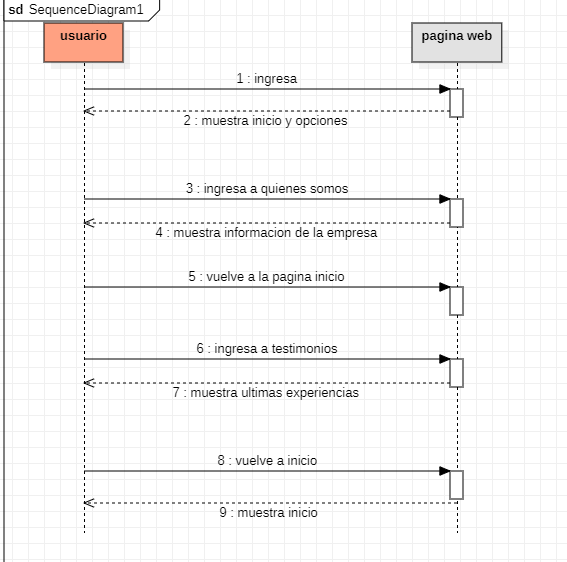 sd SequenceDiagram1
usuario
pagina web
1 : ingresa
2 : muestra inicio y opciones
3 : ingresa a quienes somos
4 : muestra informacion de la empresa
5 : vuelve a la pagina inicio
6 : ingresa a testimonios
7 : muestra ultimas experiencias
8 : vuelve a inicio
9 : muestra inicio